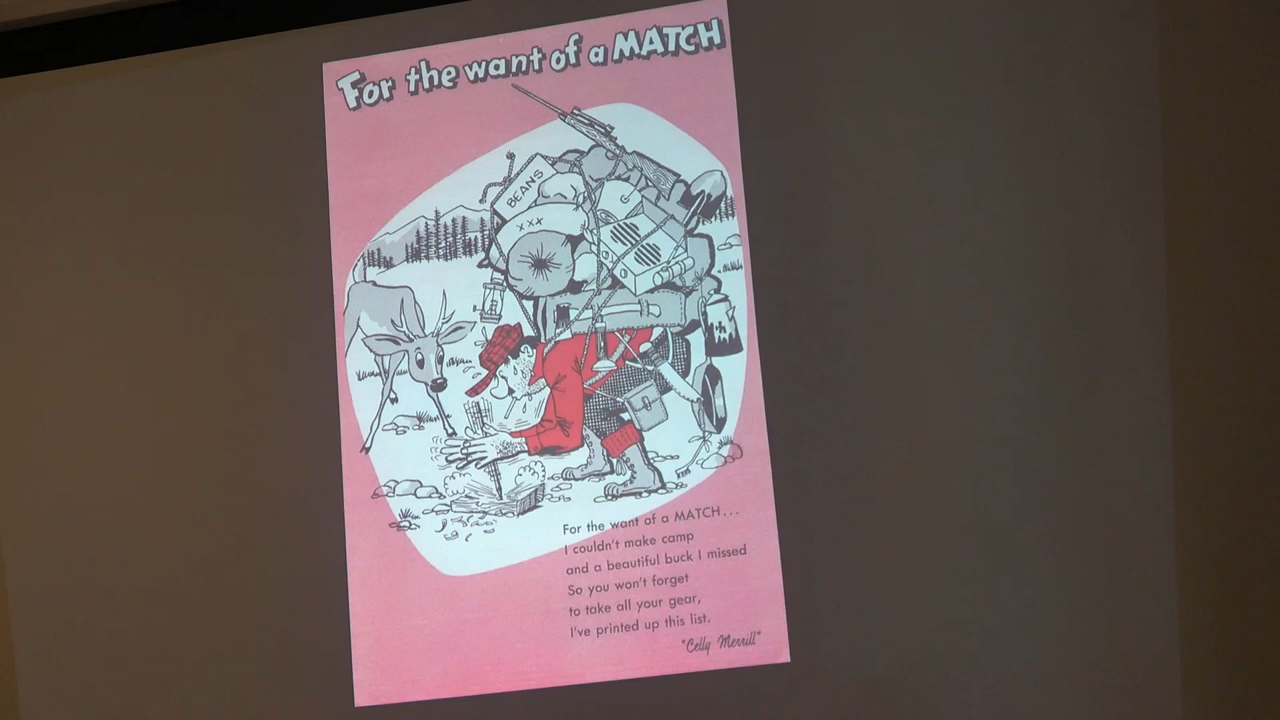 For the want of a MATCH
BEANS
XXX
For the want of a MATCH...
I couldn't make camp
and a beautiful buck I missed
So you won't forget
to take all your gear,
I've printed up this list.
"Celly Merrill"